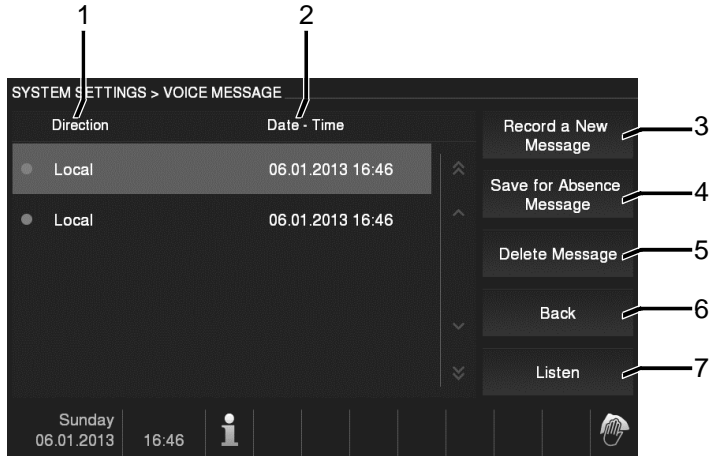 1 2
SYSTEM SETTINGS > VOICE MESSAGE
Direction Date - Time
Record a New
Message
3
Local 06.01.2013 16:46
Save for Absence
Message
4
Local 06.01.2013 16:46
Delete Message
5
Back
6
Listen
7
Sunday
06.01.2013 16:46